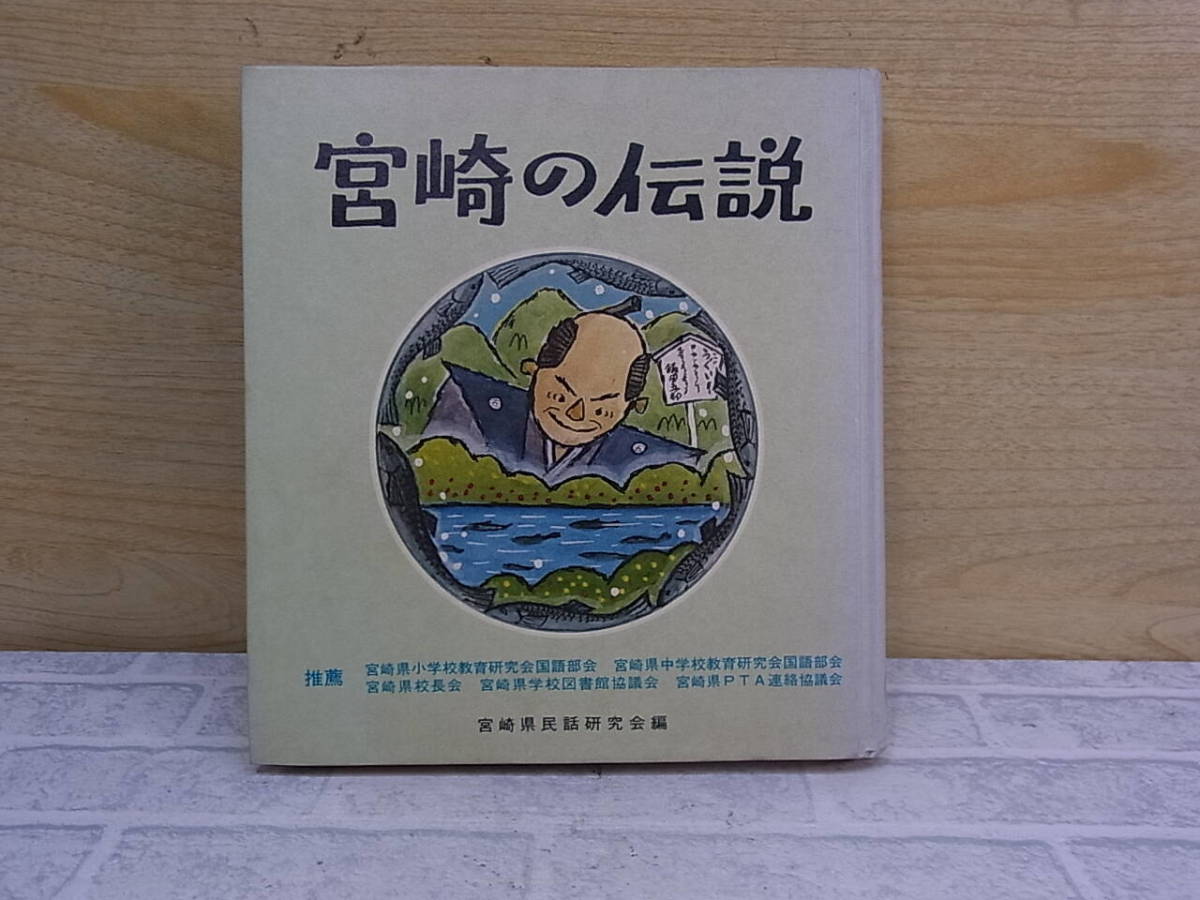 宮崎の伝説
推薦
宮崎県小学校教育研究会国語部会　宮崎県中学校教育研究会国語部会
宮崎県校長会　宮崎県学校図書館協議会　宮崎県PTA連絡協議会
宮崎県民話研究会編